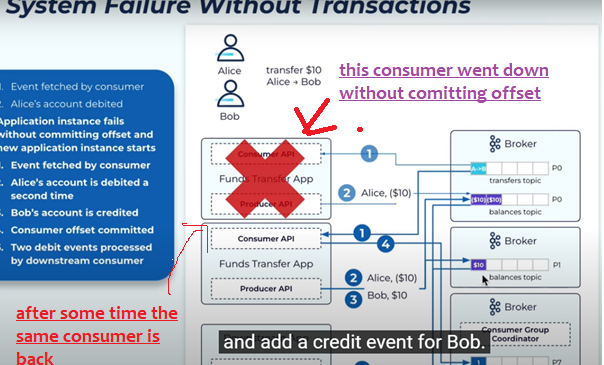 System Failure Without Transactions
Event fetched by consumer
Alice's account debited
Application instance fails
without committing offset and
new application instance starts
Event fetched by consumer
Alice's account is debited a
second time
Bob's account is credited
Consumer offset committed
Two debit events processed
by downstream consumer
after some time the
same consumer is
back
Alice
Bob
transfer $10
Alice → Bob
this consumer went down
without comitting offset
Consumer API
Funds Transfer App
Producer API
1
2 Alice, ($10)
Consumer API
Funds Transfer App
Producer API
1
4
2 Alice, ($10)
3 Bob, $10
Broker
A->B
P0
transfers topic
($10) ($10)
P0
balances topic
Broker
$10
P1
balances topic
Broker
Consumer Group
Coordinator
1
P7
and add a credit event for Bob.